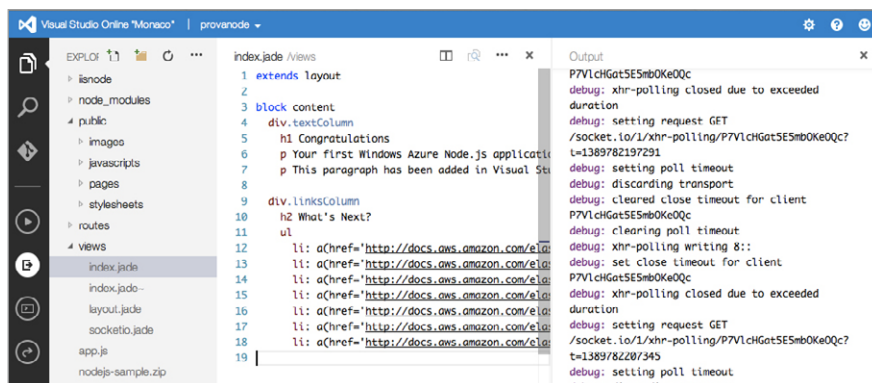 Visual Studio Online "Monaco" | provanode
EXPLOF
iisnode
node_modules
public
images
javascripts
pages
stylesheets
routes
views
index.jade
index.jade~
layout.jade
socketio.jade
app.js
nodejs-sample.zip
index.jade /views
1 extends layout
2
3 block content
4 div.textColumn
5 h1 Congratulations
6 p Your first Windows Azure Node.js applicatio
7 p This paragraph has been added in Visual Stu
8
9 div.linksColumn
10 h2 What's Next?
11 ul
12 li: a(href='http://docs.aws.amazon.com/elas
13 li: a(href='http://docs.aws.amazon.com/elas
14 li: a(href='http://docs.aws.amazon.com/elas
15 li: a(href='http://docs.aws.amazon.com/elas
16 li: a(href='http://docs.aws.amazon.com/elas
17 li: a(href='http://docs.aws.amazon.com/elas
18 li: a(href='http://docs.aws.amazon.com/elas
19
Output
P7VlcHGat5E5mbOKeOQc
debug: xhr-polling closed due to exceeded
duration
debug: setting request GET
/socket.io/1/xhr-polling/P7VlcHGat5E5mbOKeOQc?
t=1389782197291
debug: setting poll timeout
debug: discarding transport
debug: cleared close timeout for client
P7VlcHGat5E5mbOKeOQc
debug: clearing poll timeout
debug: xhr-polling writing 8::
debug: set close timeout for client
P7VlcHGat5E5mbOKeOQc
debug: xhr-polling closed due to exceeded
duration
debug: setting request GET
/socket.io/1/xhr-polling/P7VlcHGat5E5mbOKeOQc?
t=1389782207345
debug: setting poll timeout